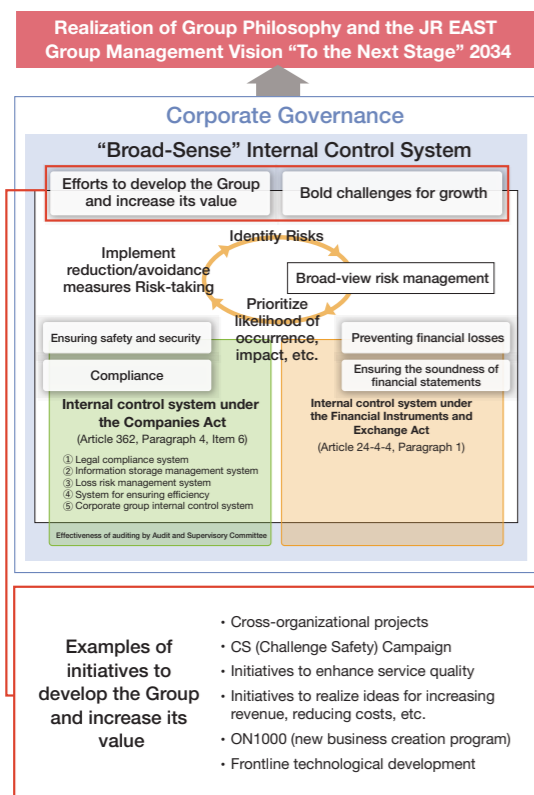 Realization of Group Philosophy and the JR EAST
Group Management Vision “To the Next Stage” 2034
Corporate Governance
“Broad-Sense” Internal Control System
Efforts to develop the Group
and increase its value
Bold challenges for growth
Identify Risks
Implement
reduction/avoidance
measures Risk-taking
Broad-view risk management
Prioritize
likelihood of
occurrence,
impact, etc.
Ensuring safety and security
Compliance
Preventing financial losses
Ensuring the soundness of
financial statements
Internal control system under
the Companies Act
(Article 362, Paragraph 4, Item 6)
① Legal compliance system
② Information storage management system
③ Loss risk management system
④ System for ensuring efficiency
⑤ Corporate group internal control system
Effectiveness of auditing by Audit and Supervisory Committee
Internal control system under
the Financial Instruments and
Exchange Act
(Article 24-4-4, Paragraph 1)
Examples of
initiatives to
develop the Group
and increase its
value
・Cross-organizational projects
・CS (Challenge Safety) Campaign
・Initiatives to enhance service quality
・Initiatives to realize ideas for increasing
revenue, reducing costs, etc.
・ON1000 (new business creation program)
・Frontline technological development